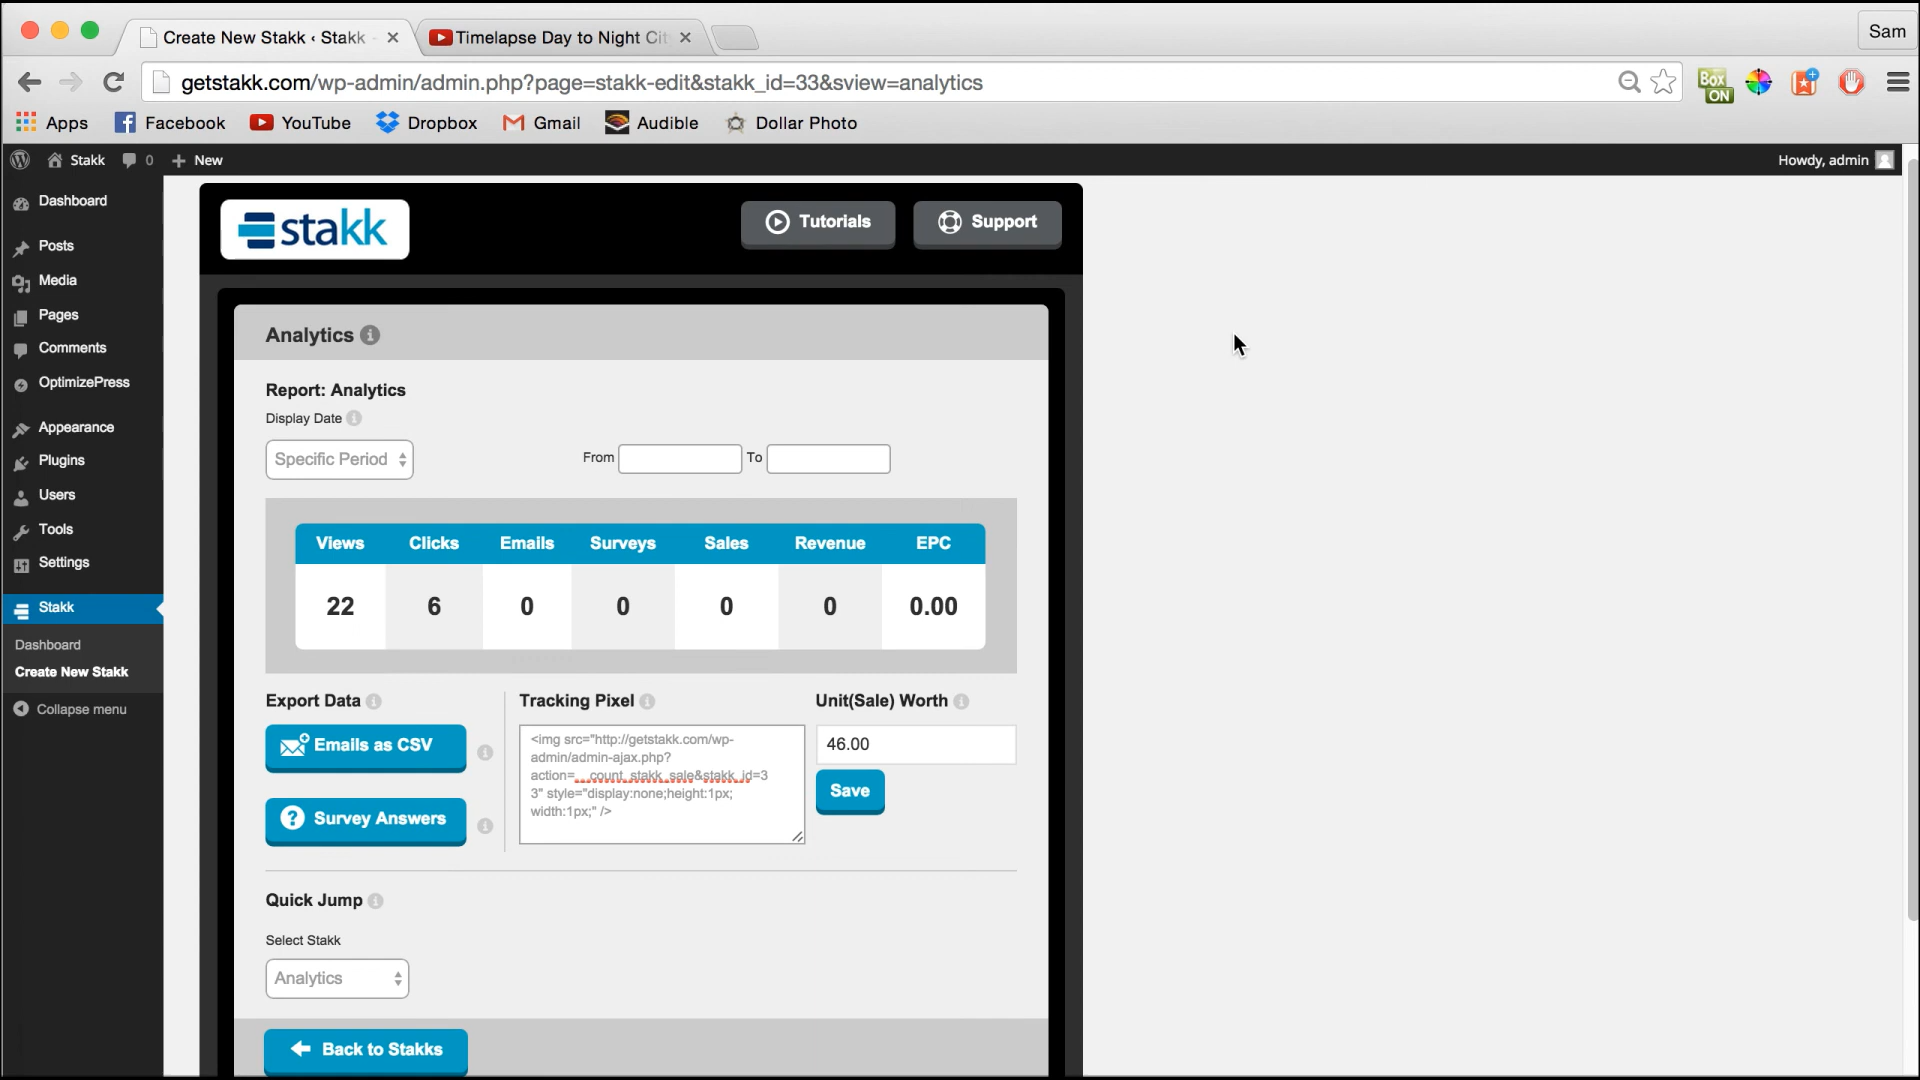 Create New Stakk ‹ Stakk
Timelapse Day to Night Cit
Sam
getstakk.com/wp-admin/admin.php?page=stakk-edit&stakk_id=33&sview=analytics
Box
ON
Apps
Facebook
YouTube
Dropbox
Gmail
Audible
Dollar Photo
Stakk
0
New
Howdy, admin
Dashboard
Posts
Media
Pages
Comments
OptimizePress
Appearance
Plugins
Users
Tools
Settings
Stakk
Dashboard
Create New Stakk
Collapse menu
stakk
Tutorials
Support
Analytics
Report: Analytics
Display Date
Specific Period
From
To
Views Clicks Emails Surveys Sales Revenue EPC
22 6 0 0 0 0 0.00
Export Data
Emails as CSV
Survey Answers
Tracking Pixel
<img src="http://getstakk.com/wp-
admin/admin-ajax.php?
action=__count_stakk_sale&stakk_id=3
3" style="display:none;height:1px;
width:1px;" />
Unit(Sale) Worth
46.00
Save
Quick Jump
Select Stakk
Analytics
Back to Stakks